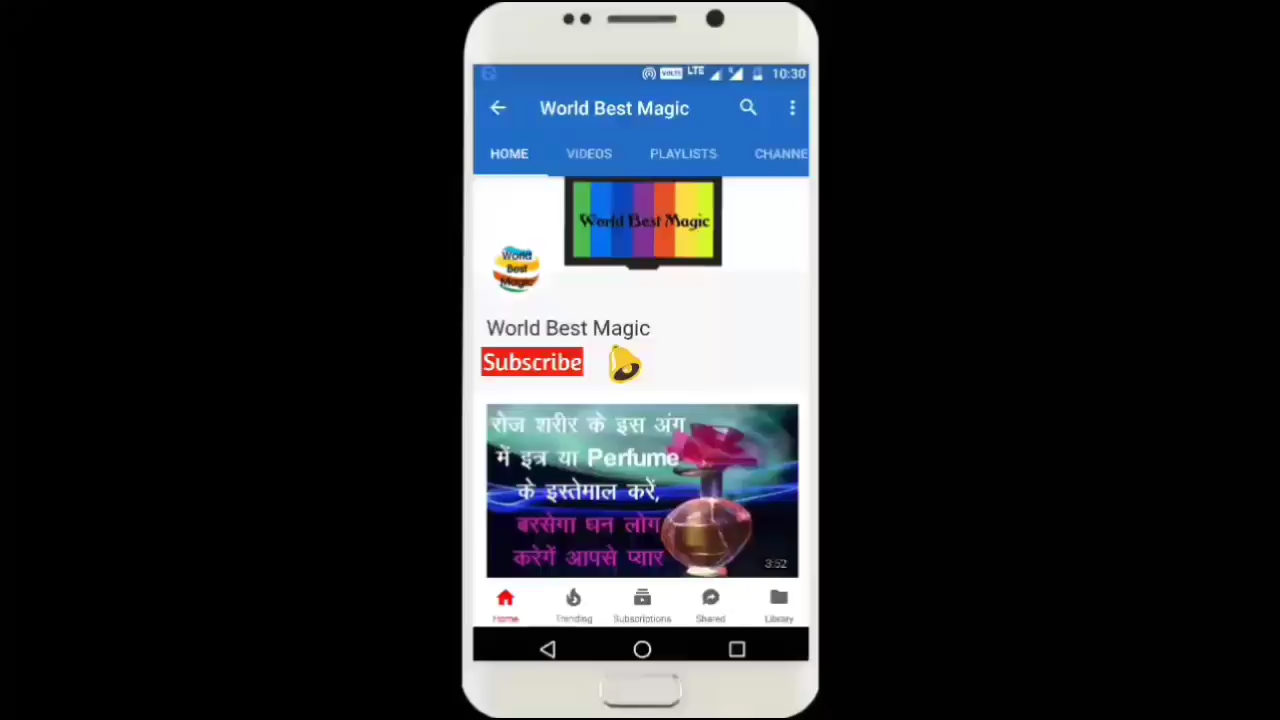 VOLTE LTE 10:30
World Best Magic
HOME VIDEOS PLAYLISTS CHANNE
World Best Magic
World
Best
Magic
World Best Magic
Subscribe
रोज शरीर के इस अंग
में इत्र या Perfume
के इस्तेमाल करें,
बरसेगा धन लोग
करेगें आपसे प्यार
3:52
Home Trending Subscriptions Shared Library